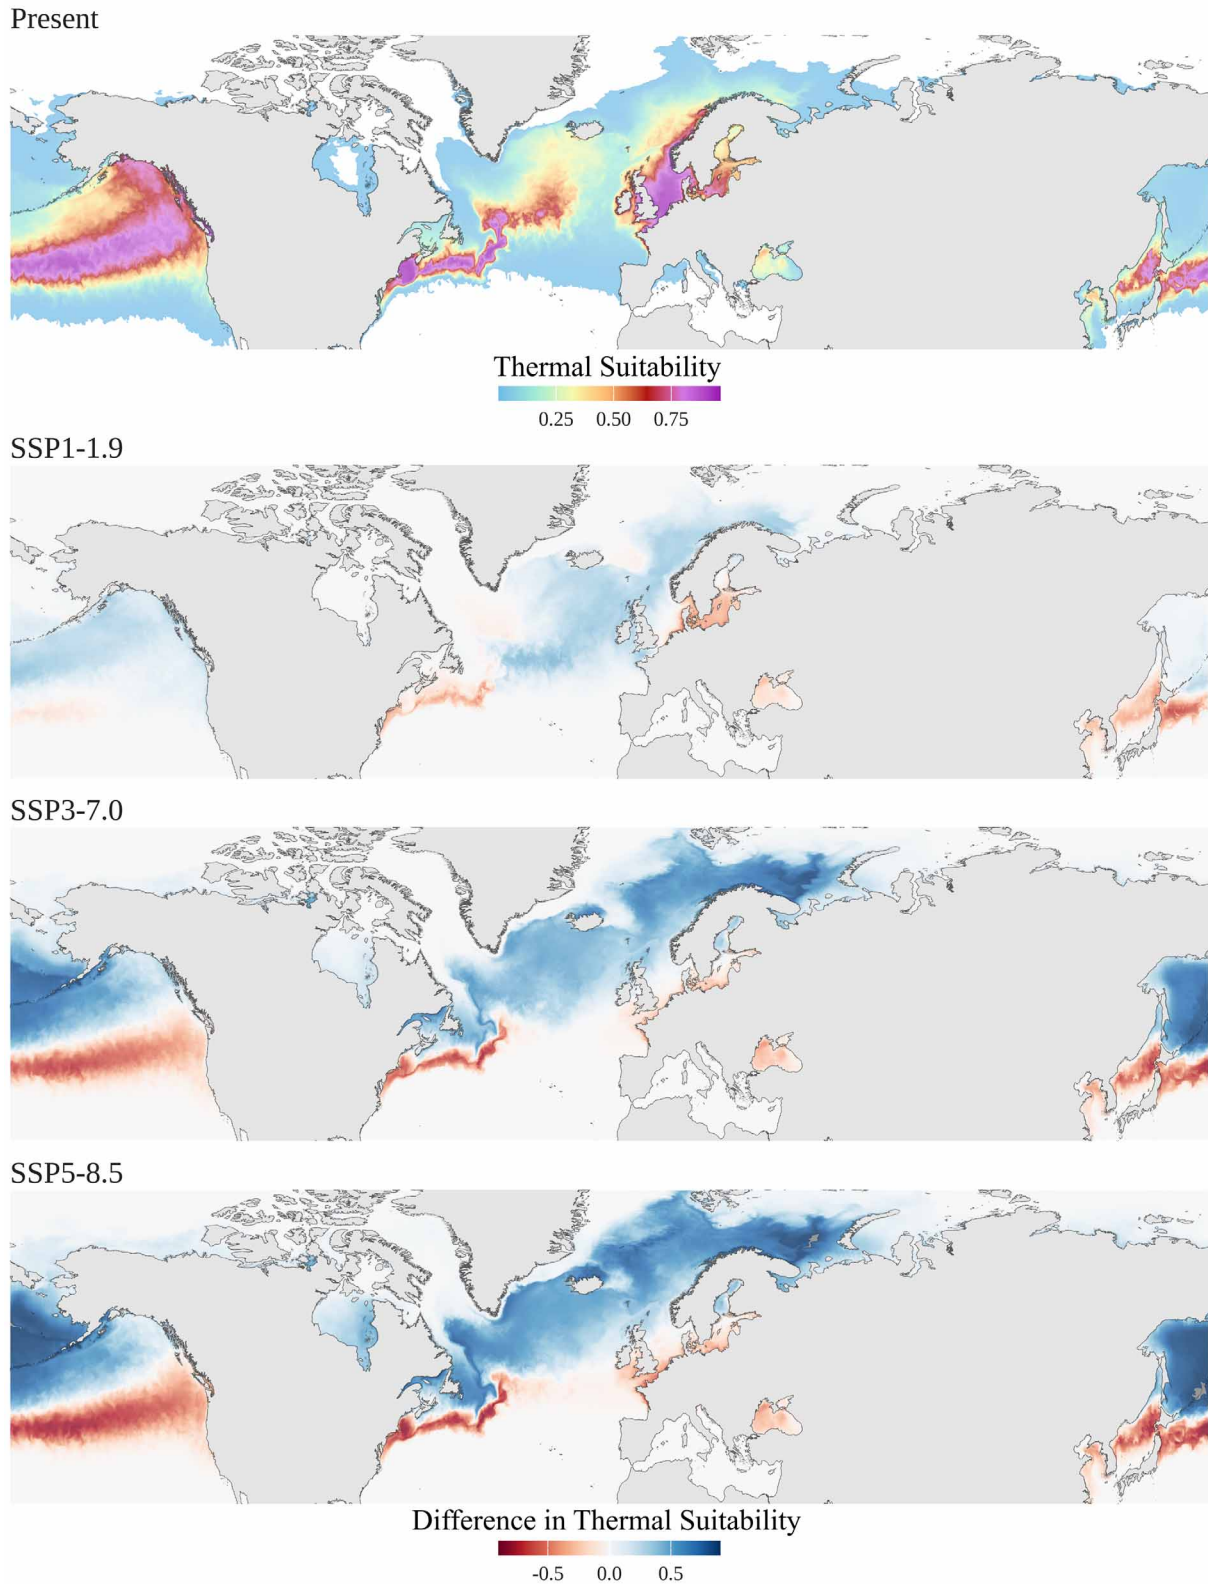 Present
Thermal Suitability
0.25 0.50 0.75
SSP1-1.9
SSP3-7.0
SSP5-8.5
Difference in Thermal Suitability
-0.5 0.0 0.5